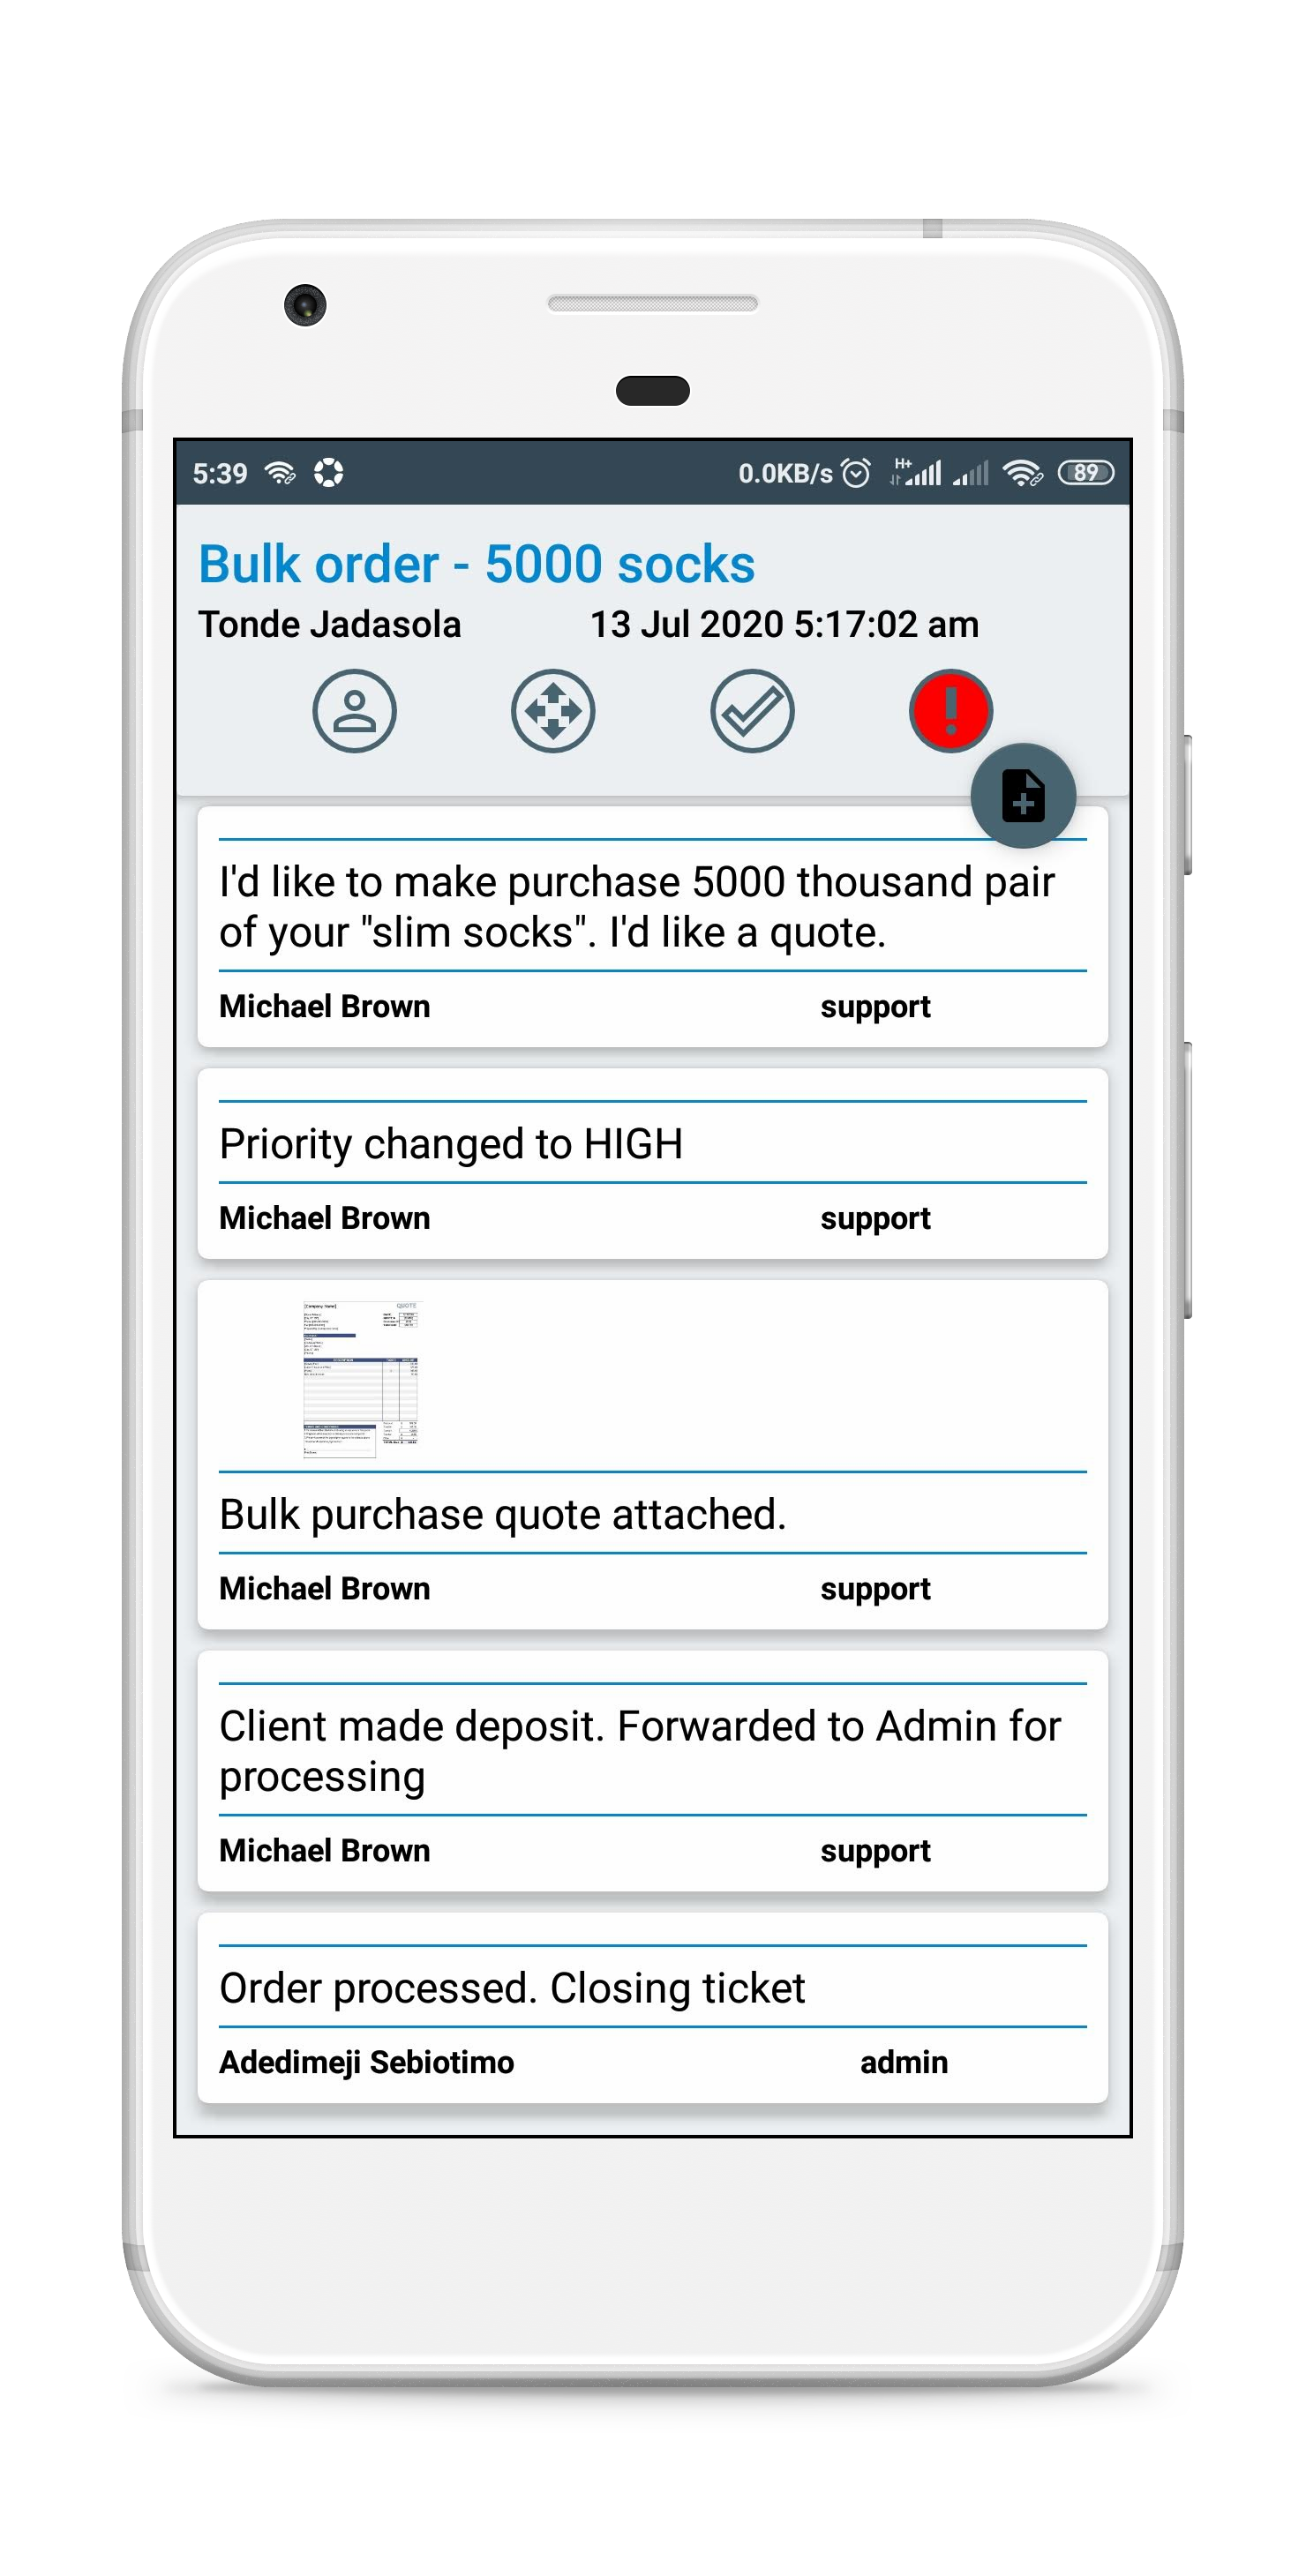 5:39 0.0KB/s H+ 89
Bulk order - 5000 socks
Tonde Jadasola 13 Jul 2020 5:17:02 am
I'd like to make purchase 5000 thousand pair
of your "slim socks". I'd like a quote.
Michael Brown support
Priority changed to HIGH
Michael Brown support
[Company Name] QUOTE
Bulk purchase quote attached.
Michael Brown support
Client made deposit. Forwarded to Admin for
processing
Michael Brown support
Order processed. Closing ticket
Adedimeji Sebiotimo admin